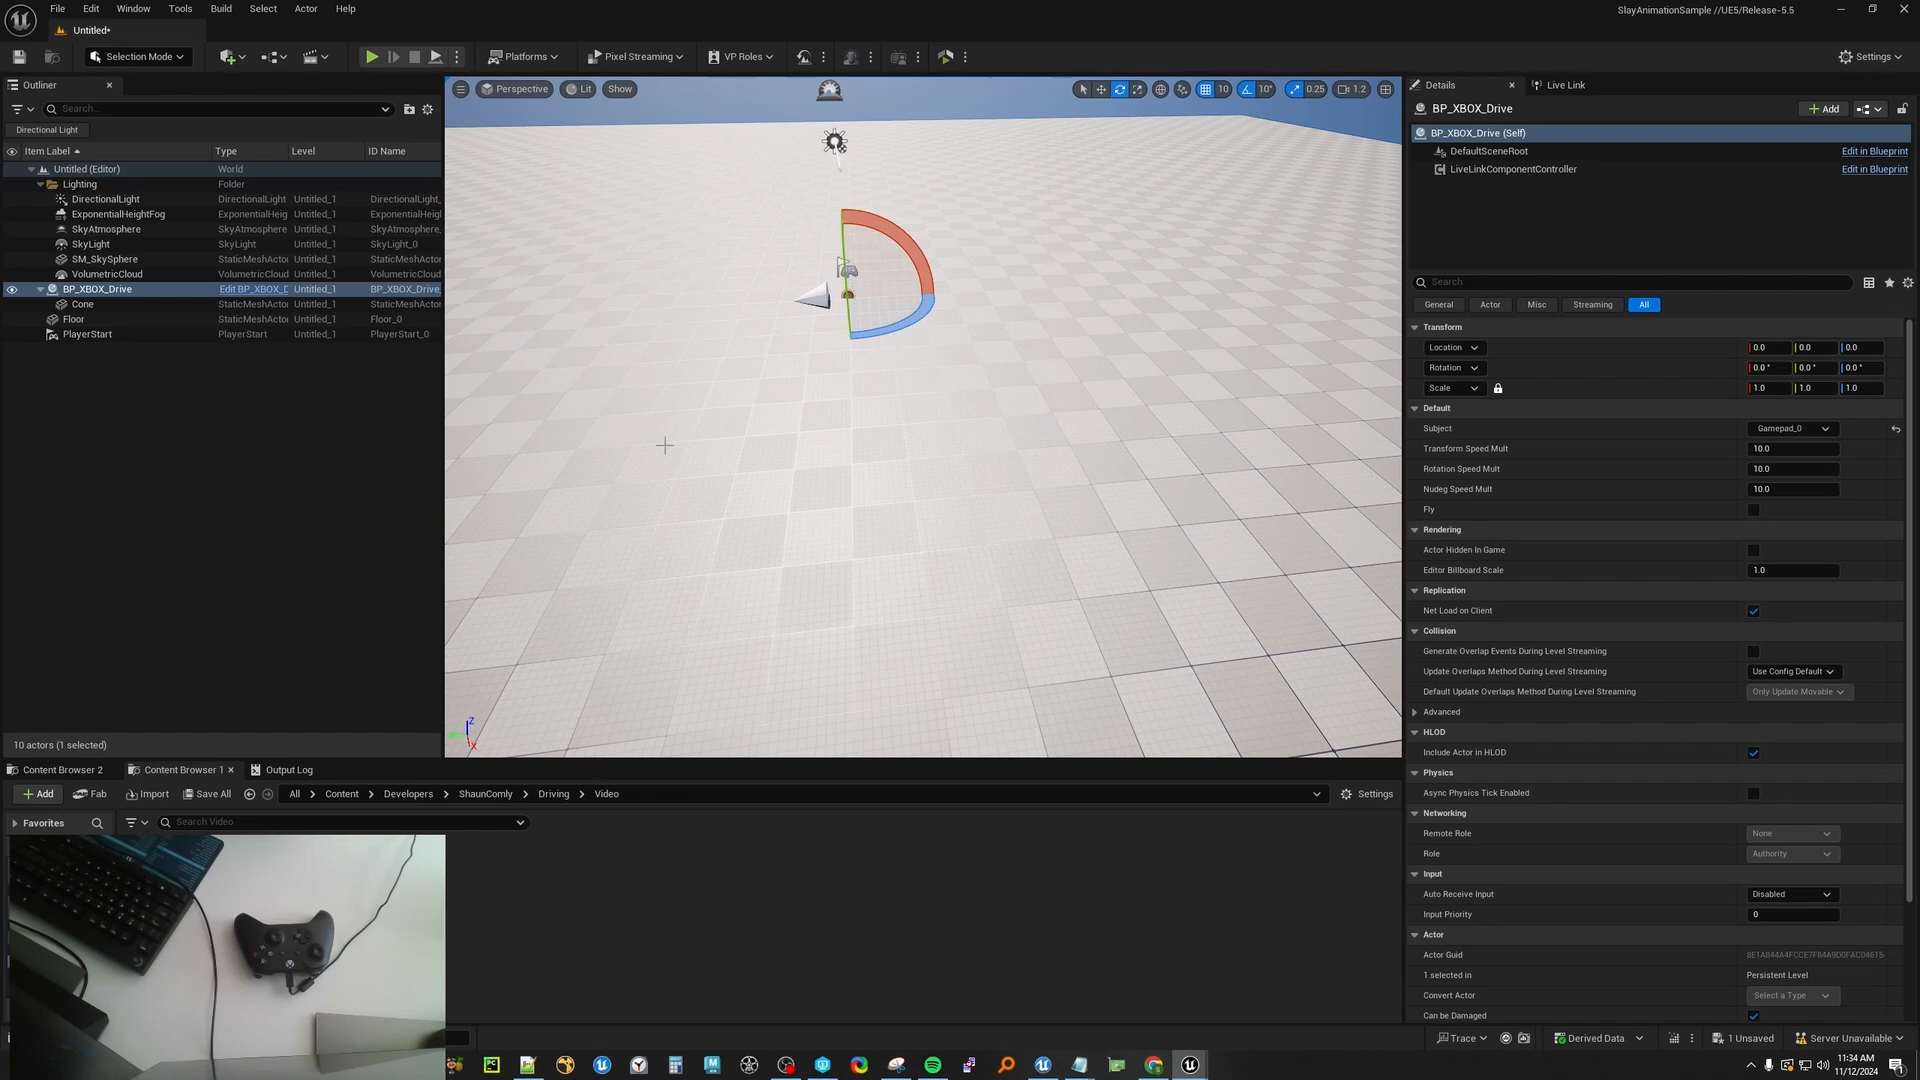 File Edit Window Tools Build Select Actor Help
SlayAnimationSample //UE5/Release-5.5
Untitled*
Selection Mode Platforms Pixel Streaming VP Roles Settings
Outliner
Search...
Directional Light
Item Label Type Level ID Name
Untitled (Editor) World
Lighting Folder
DirectionalLight DirectionalLight Untitled_1 DirectionalLight_
ExponentialHeightFog ExponentialHeig Untitled_1 ExponentialHeigl
SkyAtmosphere SkyAtmosphere Untitled_1 SkyAtmosphere_
SkyLight SkyLight Untitled_1 SkyLight_0
SM_SkySphere StaticMeshActo Untitled_1 StaticMeshActor
VolumetricCloud VolumetricCloud Untitled_1 VolumetricCloud
BP_XBOX_Drive Edit BP_XBOX_D Untitled_1 BP_XBOX_Drive_
Cone StaticMeshActo Untitled_1 StaticMeshActor
Floor StaticMeshActo Untitled_1 Floor_0
PlayerStart PlayerStart Untitled_1 PlayerStart_0
10 actors (1 selected)
Perspective Lit Show
10 10° 0.25 1.2
Z
X
Details Live Link
BP_XBOX_Drive
Add
BP_XBOX_Drive (Self)
DefaultSceneRoot Edit in Blueprint
LiveLinkComponentController Edit in Blueprint
Search
General Actor Misc Streaming All
Transform
Location 0.0 0.0 0.0
Rotation 0.0 ° 0.0 ° 0.0 °
Scale 1.0 1.0 1.0
Default
Subject Gamepad_0
Transform Speed Mult 10.0
Rotation Speed Mult 10.0
Nudeg Speed Mult 10.0
Fly
Rendering
Actor Hidden In Game
Editor Billboard Scale 1.0
Replication
Net Load on Client
Collision
Generate Overlap Events During Level Streaming
Update Overlaps Method During Level Streaming Use Config Default
Default Update Overlaps Method During Level Streaming Only Update Movable
Advanced
HLOD
Include Actor in HLOD
Physics
Async Physics Tick Enabled
Networking
Remote Role None
Role Authority
Input
Auto Receive Input Disabled
Input Priority 0
Actor
Actor Guid
1 selected in Persistent Level
Convert Actor Select a Type
Can be Damaged
Content Browser 2 Content Browser 1 Output Log
Add Fab Import Save All All Content Developers ShaunComly Driving Video Settings
Favorites Search Video
Trace Derived Data 1 Unsaved Server Unavailable
11:34 AM
11/12/2024